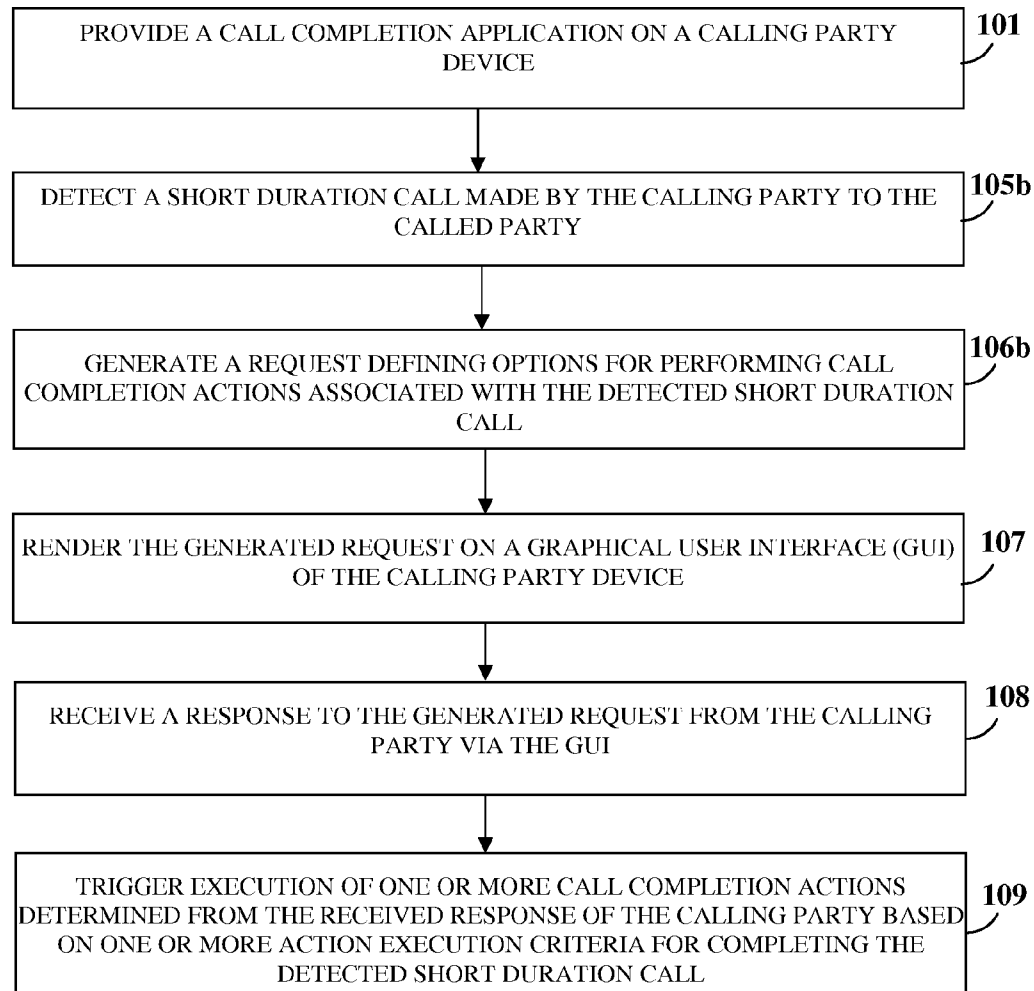 PROVIDE A CALL COMPLETION APPLICATION ON A CALLING PARTY
DEVICE
101
DETECT A SHORT DURATION CALL MADE BY THE CALLING PARTY TO THE
CALLED PARTY
105b
GENERATE A REQUEST DEFINING OPTIONS FOR PERFORMING CALL
COMPLETION ACTIONS ASSOCIATED WITH THE DETECTED SHORT DURATION
CALL
106b
RENDER THE GENERATED REQUEST ON A GRAPHICAL USER INTERFACE (GUI)
OF THE CALLING PARTY DEVICE
107
RECEIVE A RESPONSE TO THE GENERATED REQUEST FROM THE CALLING
PARTY VIA THE GUI
108
TRIGGER EXECUTION OF ONE OR MORE CALL COMPLETION ACTIONS
DETERMINED FROM THE RECEIVED RESPONSE OF THE CALLING PARTY BASED
ON ONE OR MORE ACTION EXECUTION CRITERIA FOR COMPLETING THE
DETECTED SHORT DURATION CALL
109